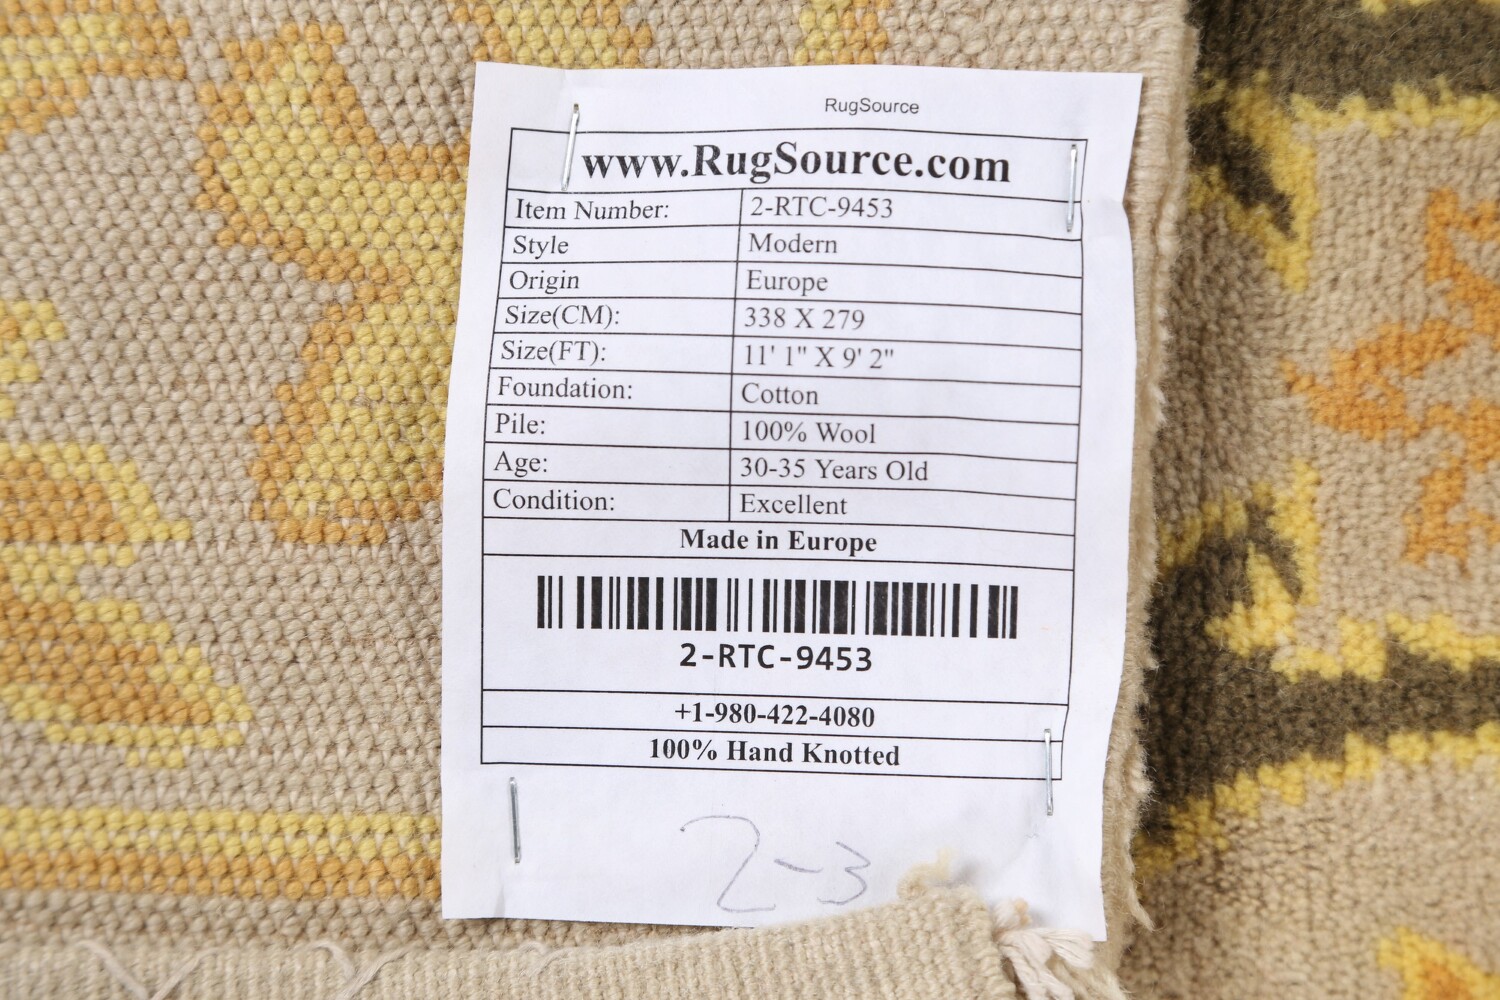 RugSource
www.RugSource.com
Item Number: 2-RTC-9453
Style Modern
Origin Europe
Size(CM): 338 X 279
Size(FT): 11' 1" X 9' 2"
Foundation: Cotton
Pile: 100% Wool
Age: 30-35 Years Old
Condition: Excellent
Made in Europe
2-RTC-9453
+1-980-422-4080
100% Hand Knotted
2-3